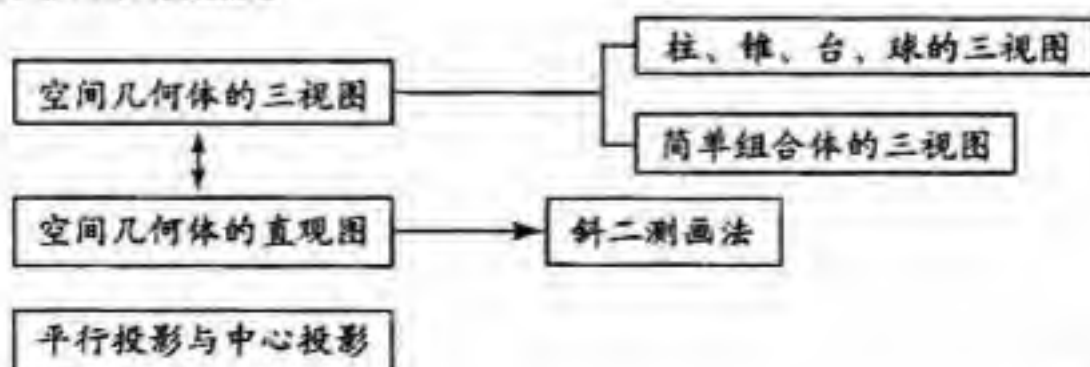 柱、锥、台、球的三视图
空间几何体的三视图
简单组合体的三视图
空间几何体的直观图
斜二测画法
平行投影与中心投影